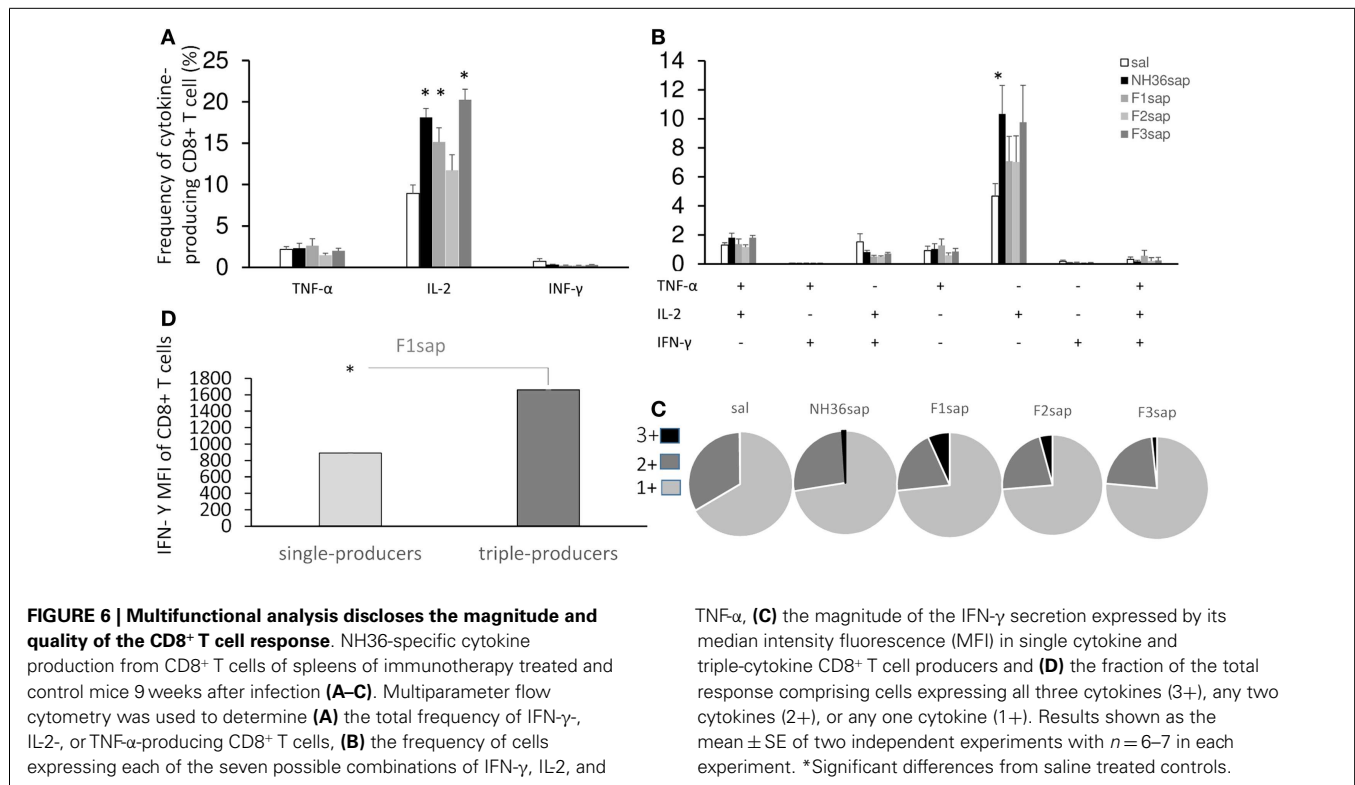 A
Frequency of cytokine-
producing CD8+ T cell (%)
25
20
15
10
5
0
* * *
TNF-α IL-2 INF-γ
B
14
12
10
8
6
4
2
0
*
sal
NH36sap
F1sap
F2sap
F3sap
TNF-α + + - + - - +
IL-2 + - + - + - +
IFN-γ - + + - - + +
D
IFN- Y MFI of CD8+ T cells
F1sap
*
1800
1600
1400
1200
1000
800
600
400
200
0
single-producers triple-producers
C
sal NH36sap F1sap F2sap F3sap
3+
2+
1+
FIGURE 6 | Multifunctional analysis discloses the magnitude and
quality of the CD8+ T cell response. NH36-specific cytokine
production from CD8+ T cells of spleens of immunotherapy treated and
control mice 9 weeks after infection (A–C). Multiparameter flow
cytometry was used to determine (A) the total frequency of IFN-γ-,
IL-2-, or TNF-α-producing CD8+ T cells, (B) the frequency of cells
expressing each of the seven possible combinations of IFN-γ, IL-2, and
TNF-α, (C) the magnitude of the IFN-γ secretion expressed by its
median intensity fluorescence (MFI) in single cytokine and
triple-cytokine CD8+ T cell producers and (D) the fraction of the total
response comprising cells expressing all three cytokines (3+), any two
cytokines (2+), or any one cytokine (1+). Results shown as the
mean ± SE of two independent experiments with n = 6–7 in each
experiment. *Significant differences from saline treated controls.